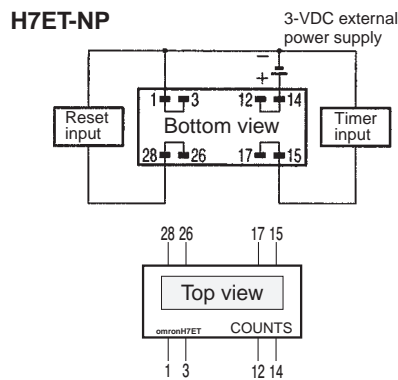 H7ET-NP
3-VDC external
power supply
−
+
1 3 12 14
Reset
input
Bottom view
Timer
input
28 26 17 15
28 26 17 15
Top view
omronH7ET COUNTS
1 3 12 14